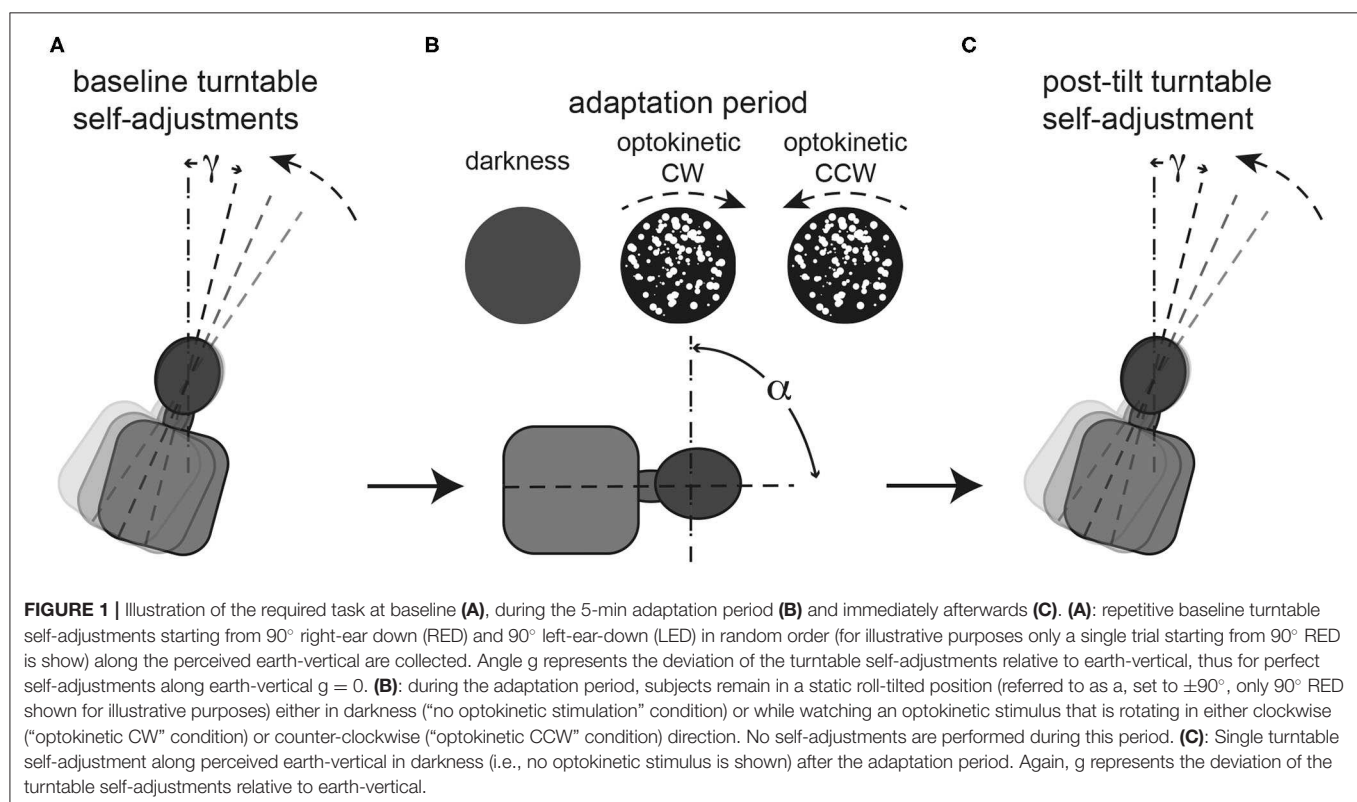 A
B
C
baseline turntable
self-adjustments
γ
adaptation period
darkness
optokinetic
CW
optokinetic
CCW
α
post-tilt turntable
self-adjustment
γ
FIGURE 1 | Illustration of the required task at baseline (A), during the 5-min adaptation period (B) and immediately afterwards (C). (A): repetitive baseline turntable
self-adjustments starting from 90° right-ear down (RED) and 90° left-ear-down (LED) in random order (for illustrative purposes only a single trial starting from 90° RED
is show) along the perceived earth-vertical are collected. Angle g represents the deviation of the turntable self-adjustments relative to earth-vertical, thus for perfect
self-adjustments along earth-vertical g = 0. (B): during the adaptation period, subjects remain in a static roll-tilted position (referred to as a, set to ±90°, only 90° RED
shown for illustrative purposes) either in darkness (“no optokinetic stimulation” condition) or while watching an optokinetic stimulus that is rotating in either clockwise
(“optokinetic CW” condition) or counter-clockwise (“optokinetic CCW” condition) direction. No self-adjustments are performed during this period. (C): Single turntable
self-adjustment along perceived earth-vertical in darkness (i.e., no optokinetic stimulus is shown) after the adaptation period. Again, g represents the deviation of the
turntable self-adjustments relative to earth-vertical.